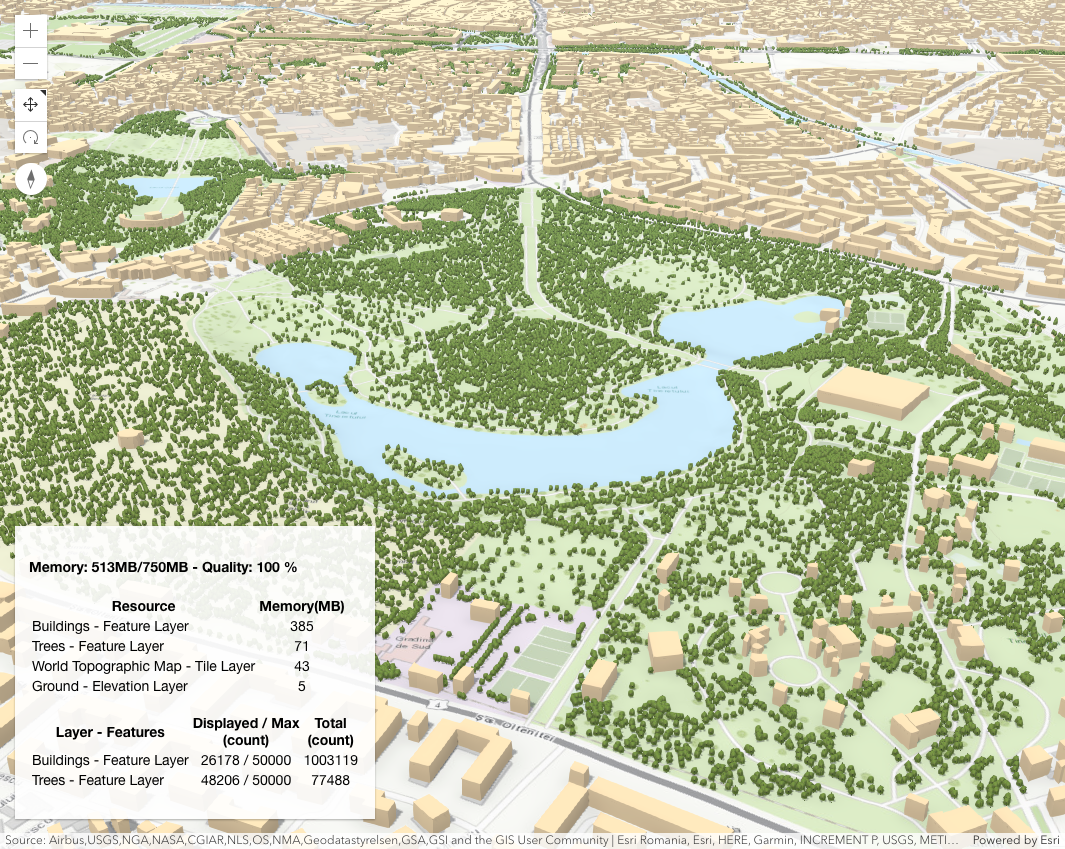 Memory: 513MB/750MB - Quality: 100 %
Resource Memory(MB)
Buildings - Feature Layer 385
Trees - Feature Layer 71
World Topographic Map - Tile Layer 43
Ground - Elevation Layer 5
Layer - Features Displayed / Max (count) Total (count)
Buildings - Feature Layer 26178 / 50000 1003119
Trees - Feature Layer 48206 / 50000 77488
de Sud
4
Oltenitei
Source: Airbus,USGS,NGA,NASA,CGIAR,NLS,OS,NMA,Geodatastyrelsen,GSA,GSI and the GIS User Community | Esri Romania, Esri, HERE, Garmin, INCREMENT P, USGS, METI... Powered by Esri